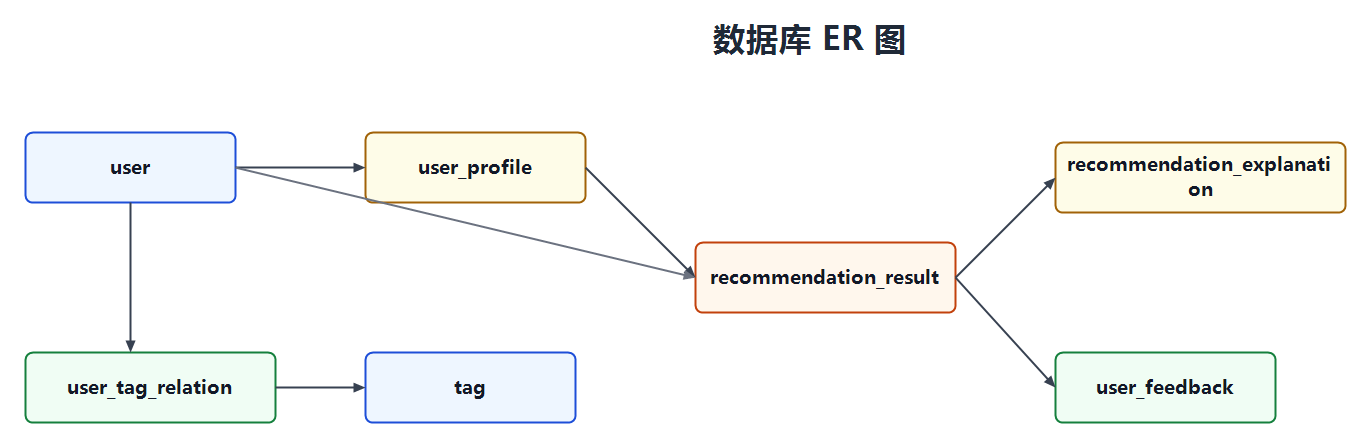 数据库 ER 图
user
user_profile
recommendation_explanati
on
recommendation_result
user_tag_relation
tag
user_feedback